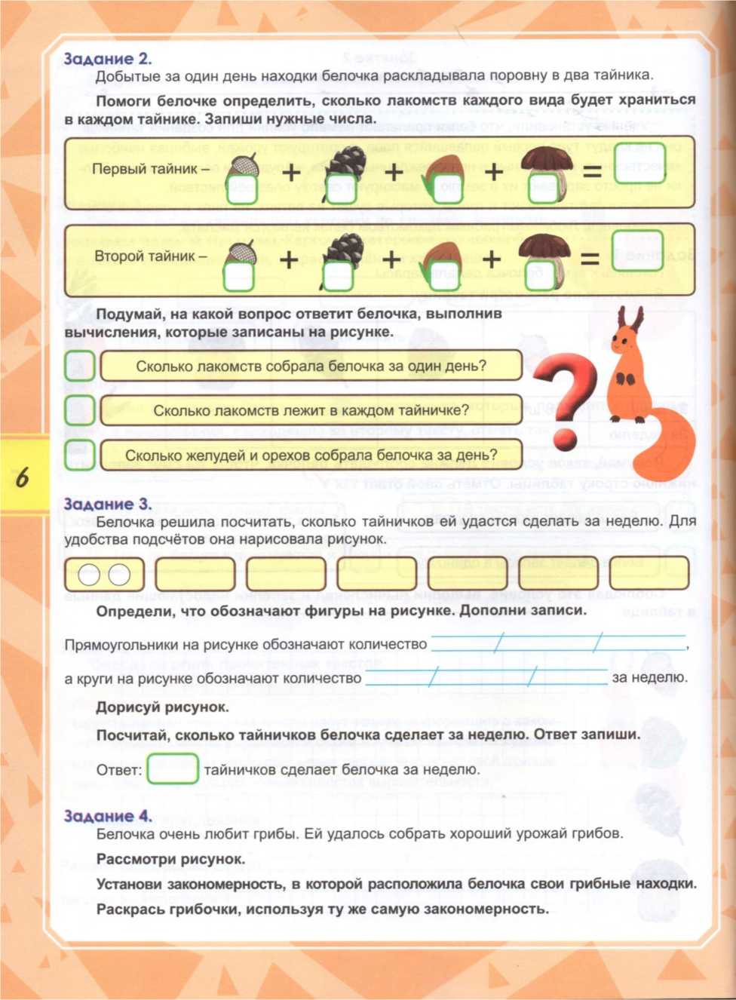 Задание 2.
Добытые за один день находки белочка раскладывала поровну в два тайника.
Помоги белочке определить, сколько лакомств каждого вида будет храниться
в каждом тайнике. Запиши нужные числа.
Первый тайник – + + + =
Второй тайник – + + + =
Подумай, на какой вопрос ответит белочка, выполнив
вычисления, которые записаны на рисунке.
Сколько лакомств собрала белочка за один день?
Сколько лакомств лежит в каждом тайничке?
Сколько желудей и орехов собрала белочка за день?
?
6
Задание 3.
Белочка решила посчитать, сколько тайничков ей удастся сделать за неделю. Для
удобства подсчётов она нарисовала рисунок.
Определи, что обозначают фигуры на рисунке. Дополни записи.
Прямоугольники на рисунке обозначают количество ,
а круги на рисунке обозначают количество за неделю.
Дорисуй рисунок.
Посчитай, сколько тайничков белочка сделает за неделю. Ответ запиши.
Ответ: тайничков сделает белочка за неделю.
Задание 4.
Белочка очень любит грибы. Ей удалось собрать хороший урожай грибов.
Рассмотри рисунок.
Установи закономерность, в которой расположила белочка свои грибные находки.
Раскрась грибочки, используя ту же самую закономерность.